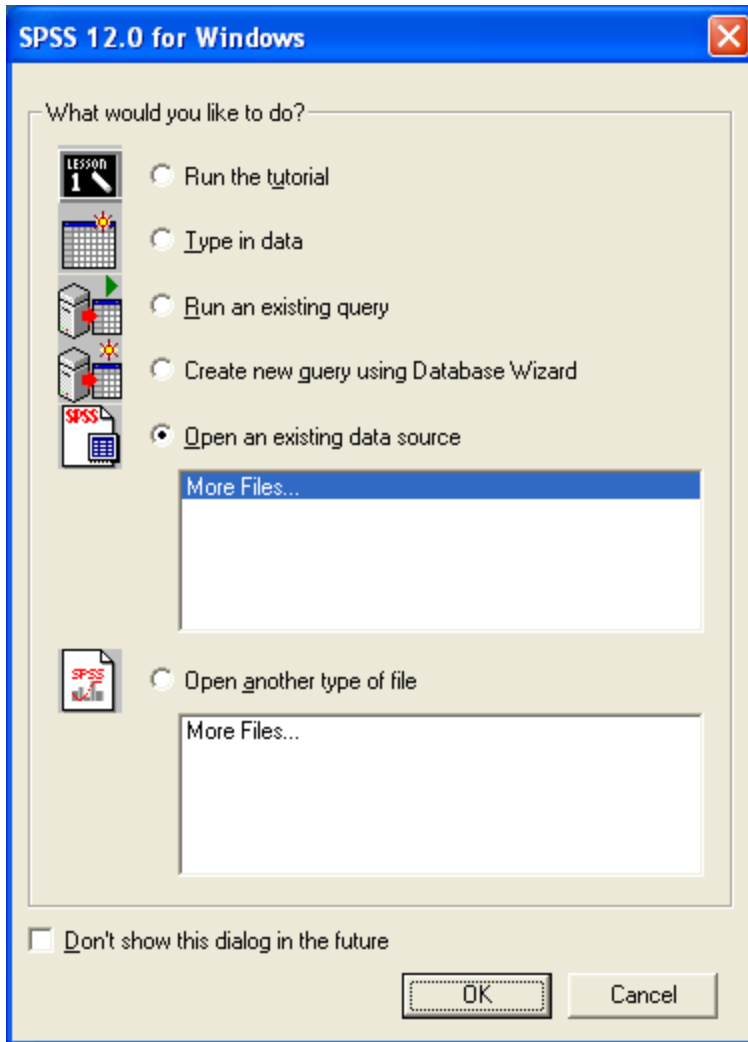 SPSS 12.0 for Windows
What would you like to do?
LESSON
1
Run the tutorial
Type in data
Run an existing query
Create new query using Database Wizard
SPSS
Open an existing data source
More Files...
SPSS
Open another type of file
More Files...
Don't show this dialog in the future
OK
Cancel